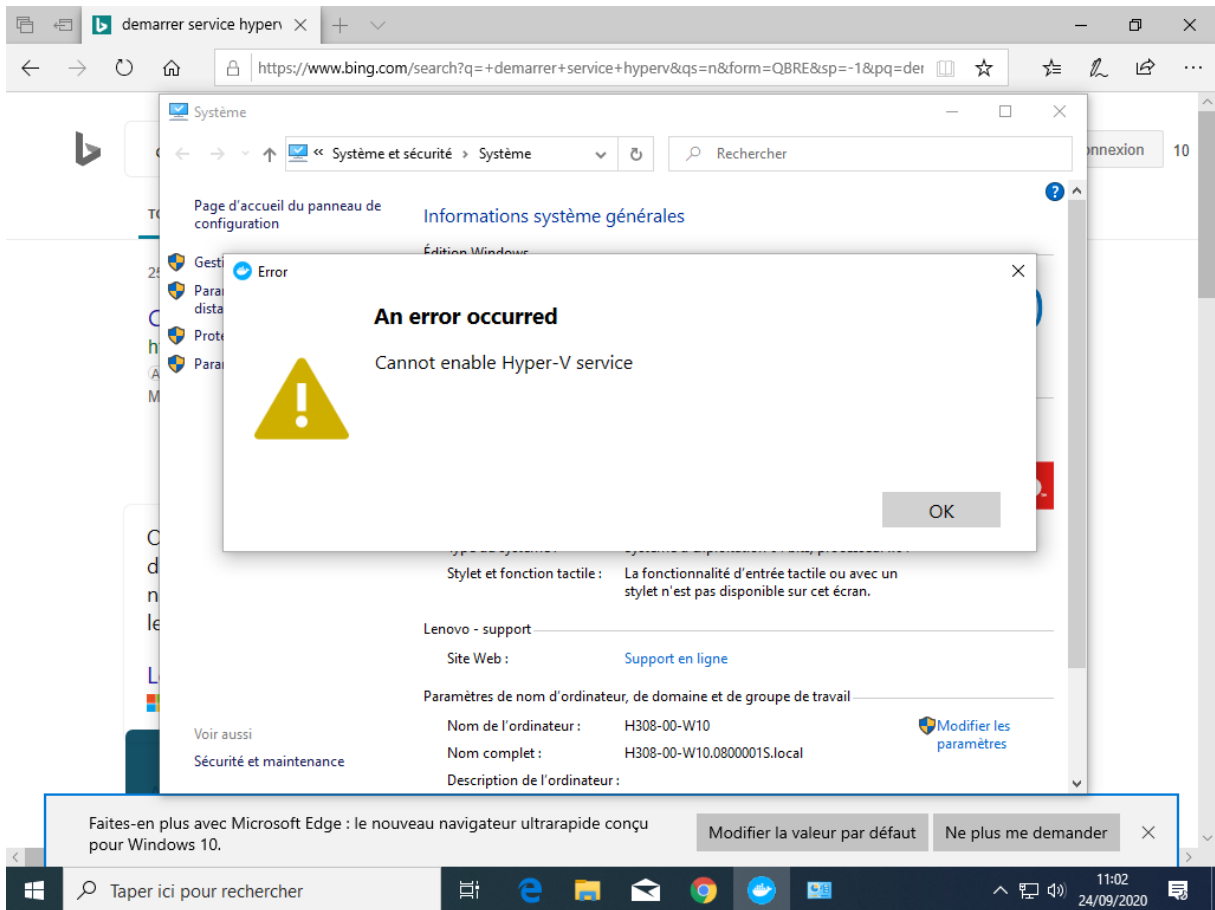 demarrer service hyperv
https://www.bing.com/search?q=+demarrer+service+hyperv&qs=n&form=QBRE&sp=-1&pq=der
Système
« Système et sécurité › Système
Rechercher
onnexion 10
Page d'accueil du panneau de
configuration
Informations système générales
Édition Windows
Gesti
Parar
dista
Prote
Parar
Error
An error occurred
Cannot enable Hyper-V service
OK
Stylet et fonction tactile :
La fonctionnalité d'entrée tactile ou avec un
stylet n'est pas disponible sur cet écran.
Lenovo - support
Site Web :
Support en ligne
Paramètres de nom d'ordinateur, de domaine et de groupe de travail
Nom de l'ordinateur :
H308-00-W10
Modifier les
paramètres
Nom complet :
H308-00-W10.0800001S.local
Description de l'ordinateur :
Voir aussi
Sécurité et maintenance
Faites-en plus avec Microsoft Edge : le nouveau navigateur ultrarapide conçu
pour Windows 10.
Modifier la valeur par défaut
Ne plus me demander
Taper ici pour rechercher
11:02
24/09/2020